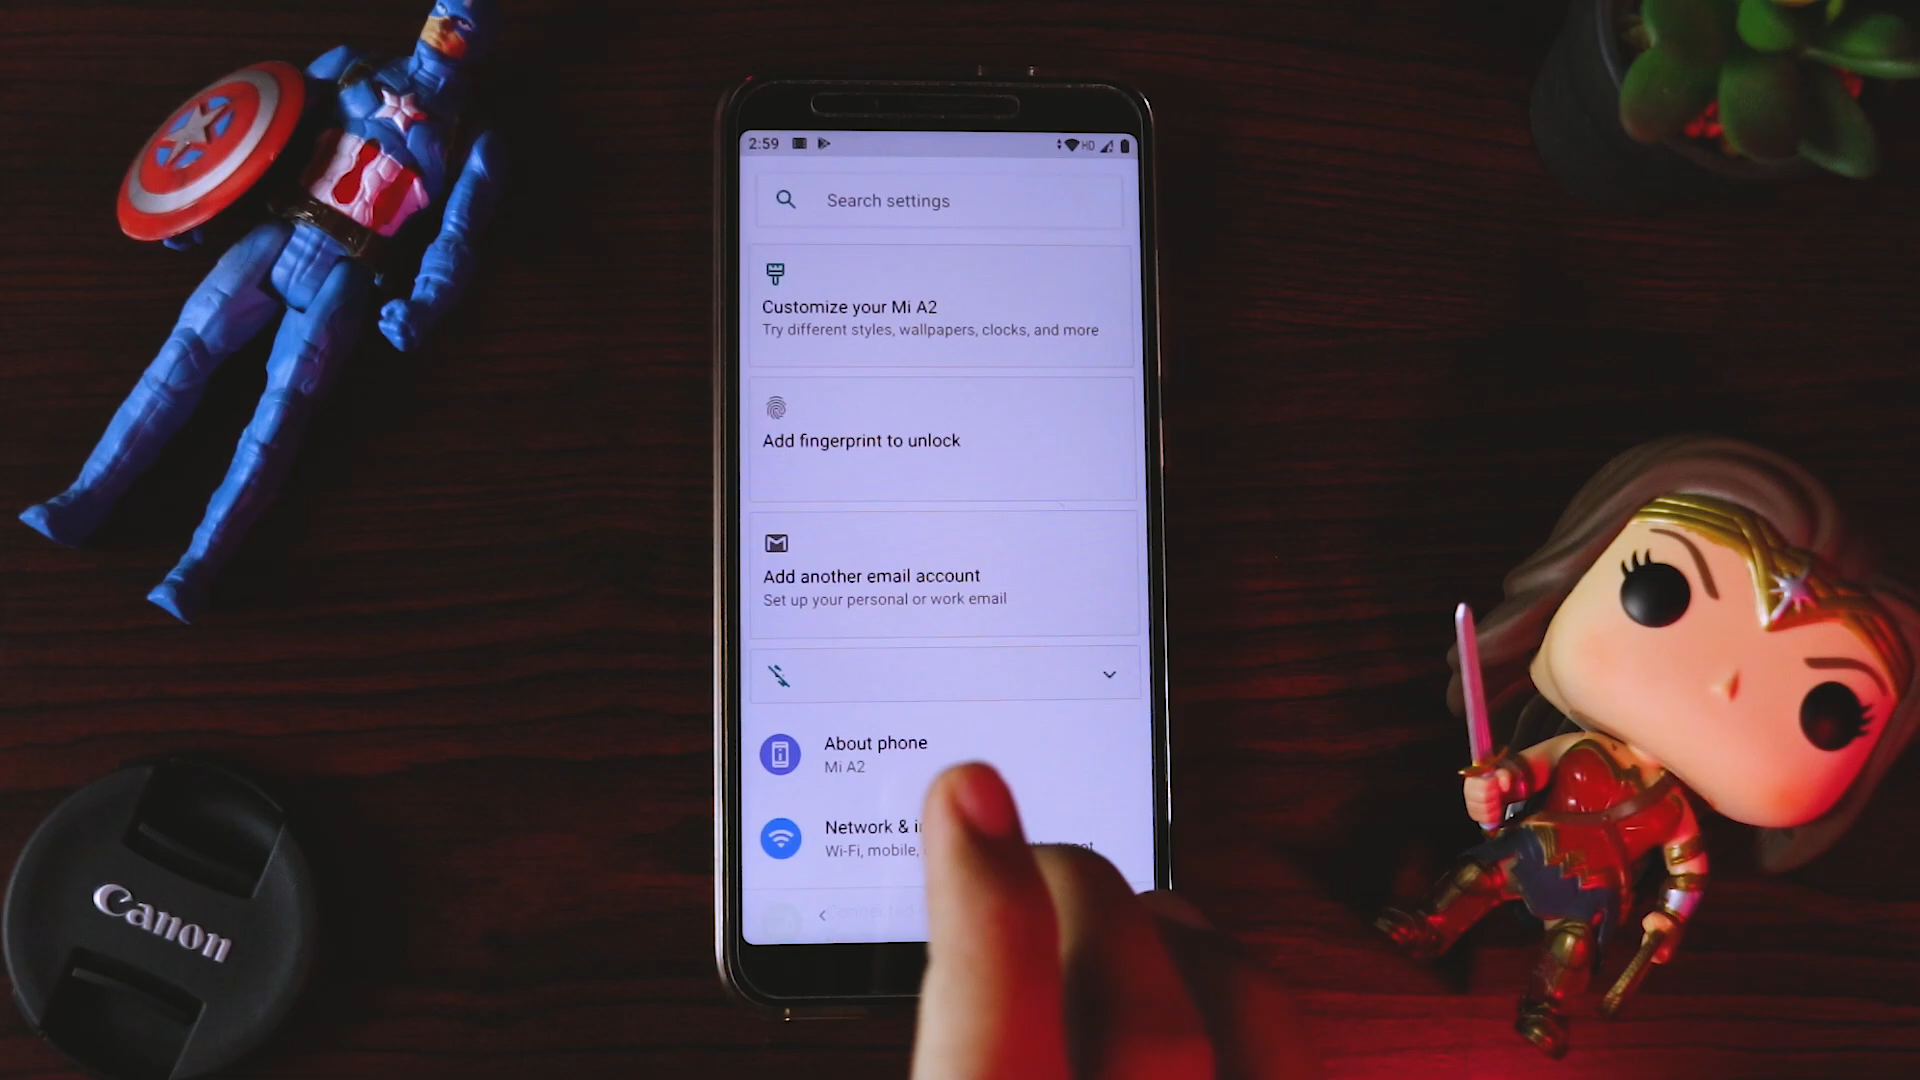 2:59
HD
Search settings
Customize your Mi A2
Try different styles, wallpapers, clocks, and more
Add fingerprint to unlock
Add another email account
Set up your personal or work email
About phone
Mi A2
Network &
Wi-Fi, mobile,
Canon